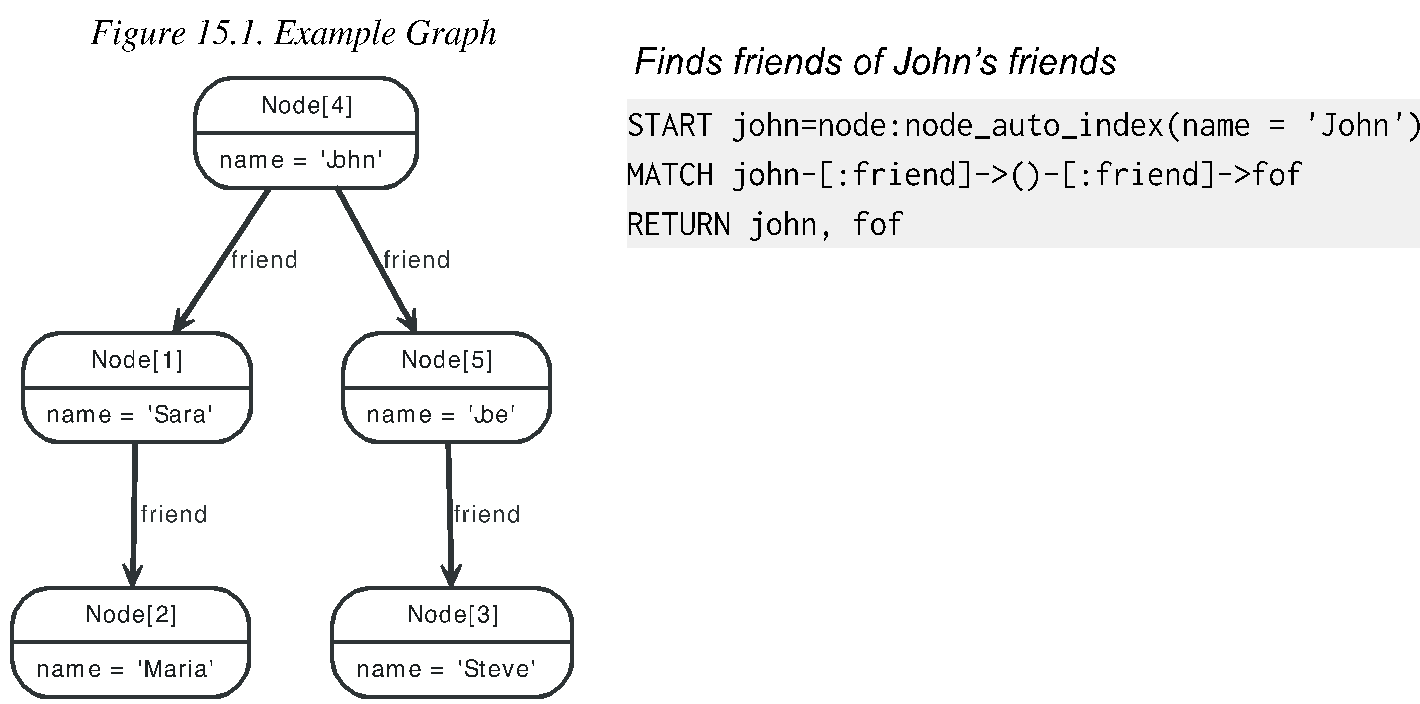 Figure 15.1. Example Graph
Node[4]
name = 'John'
friend
friend
Node[1]
name = 'Sara'
Node[5]
name = 'Joe'
friend
friend
Node[2]
name = 'Maria'
Node[3]
name = 'Steve'
Finds friends of John's friends
START john=node:node_auto_index(name = 'John')
MATCH john-[:friend]->()-[:friend]->fof
RETURN john, fof